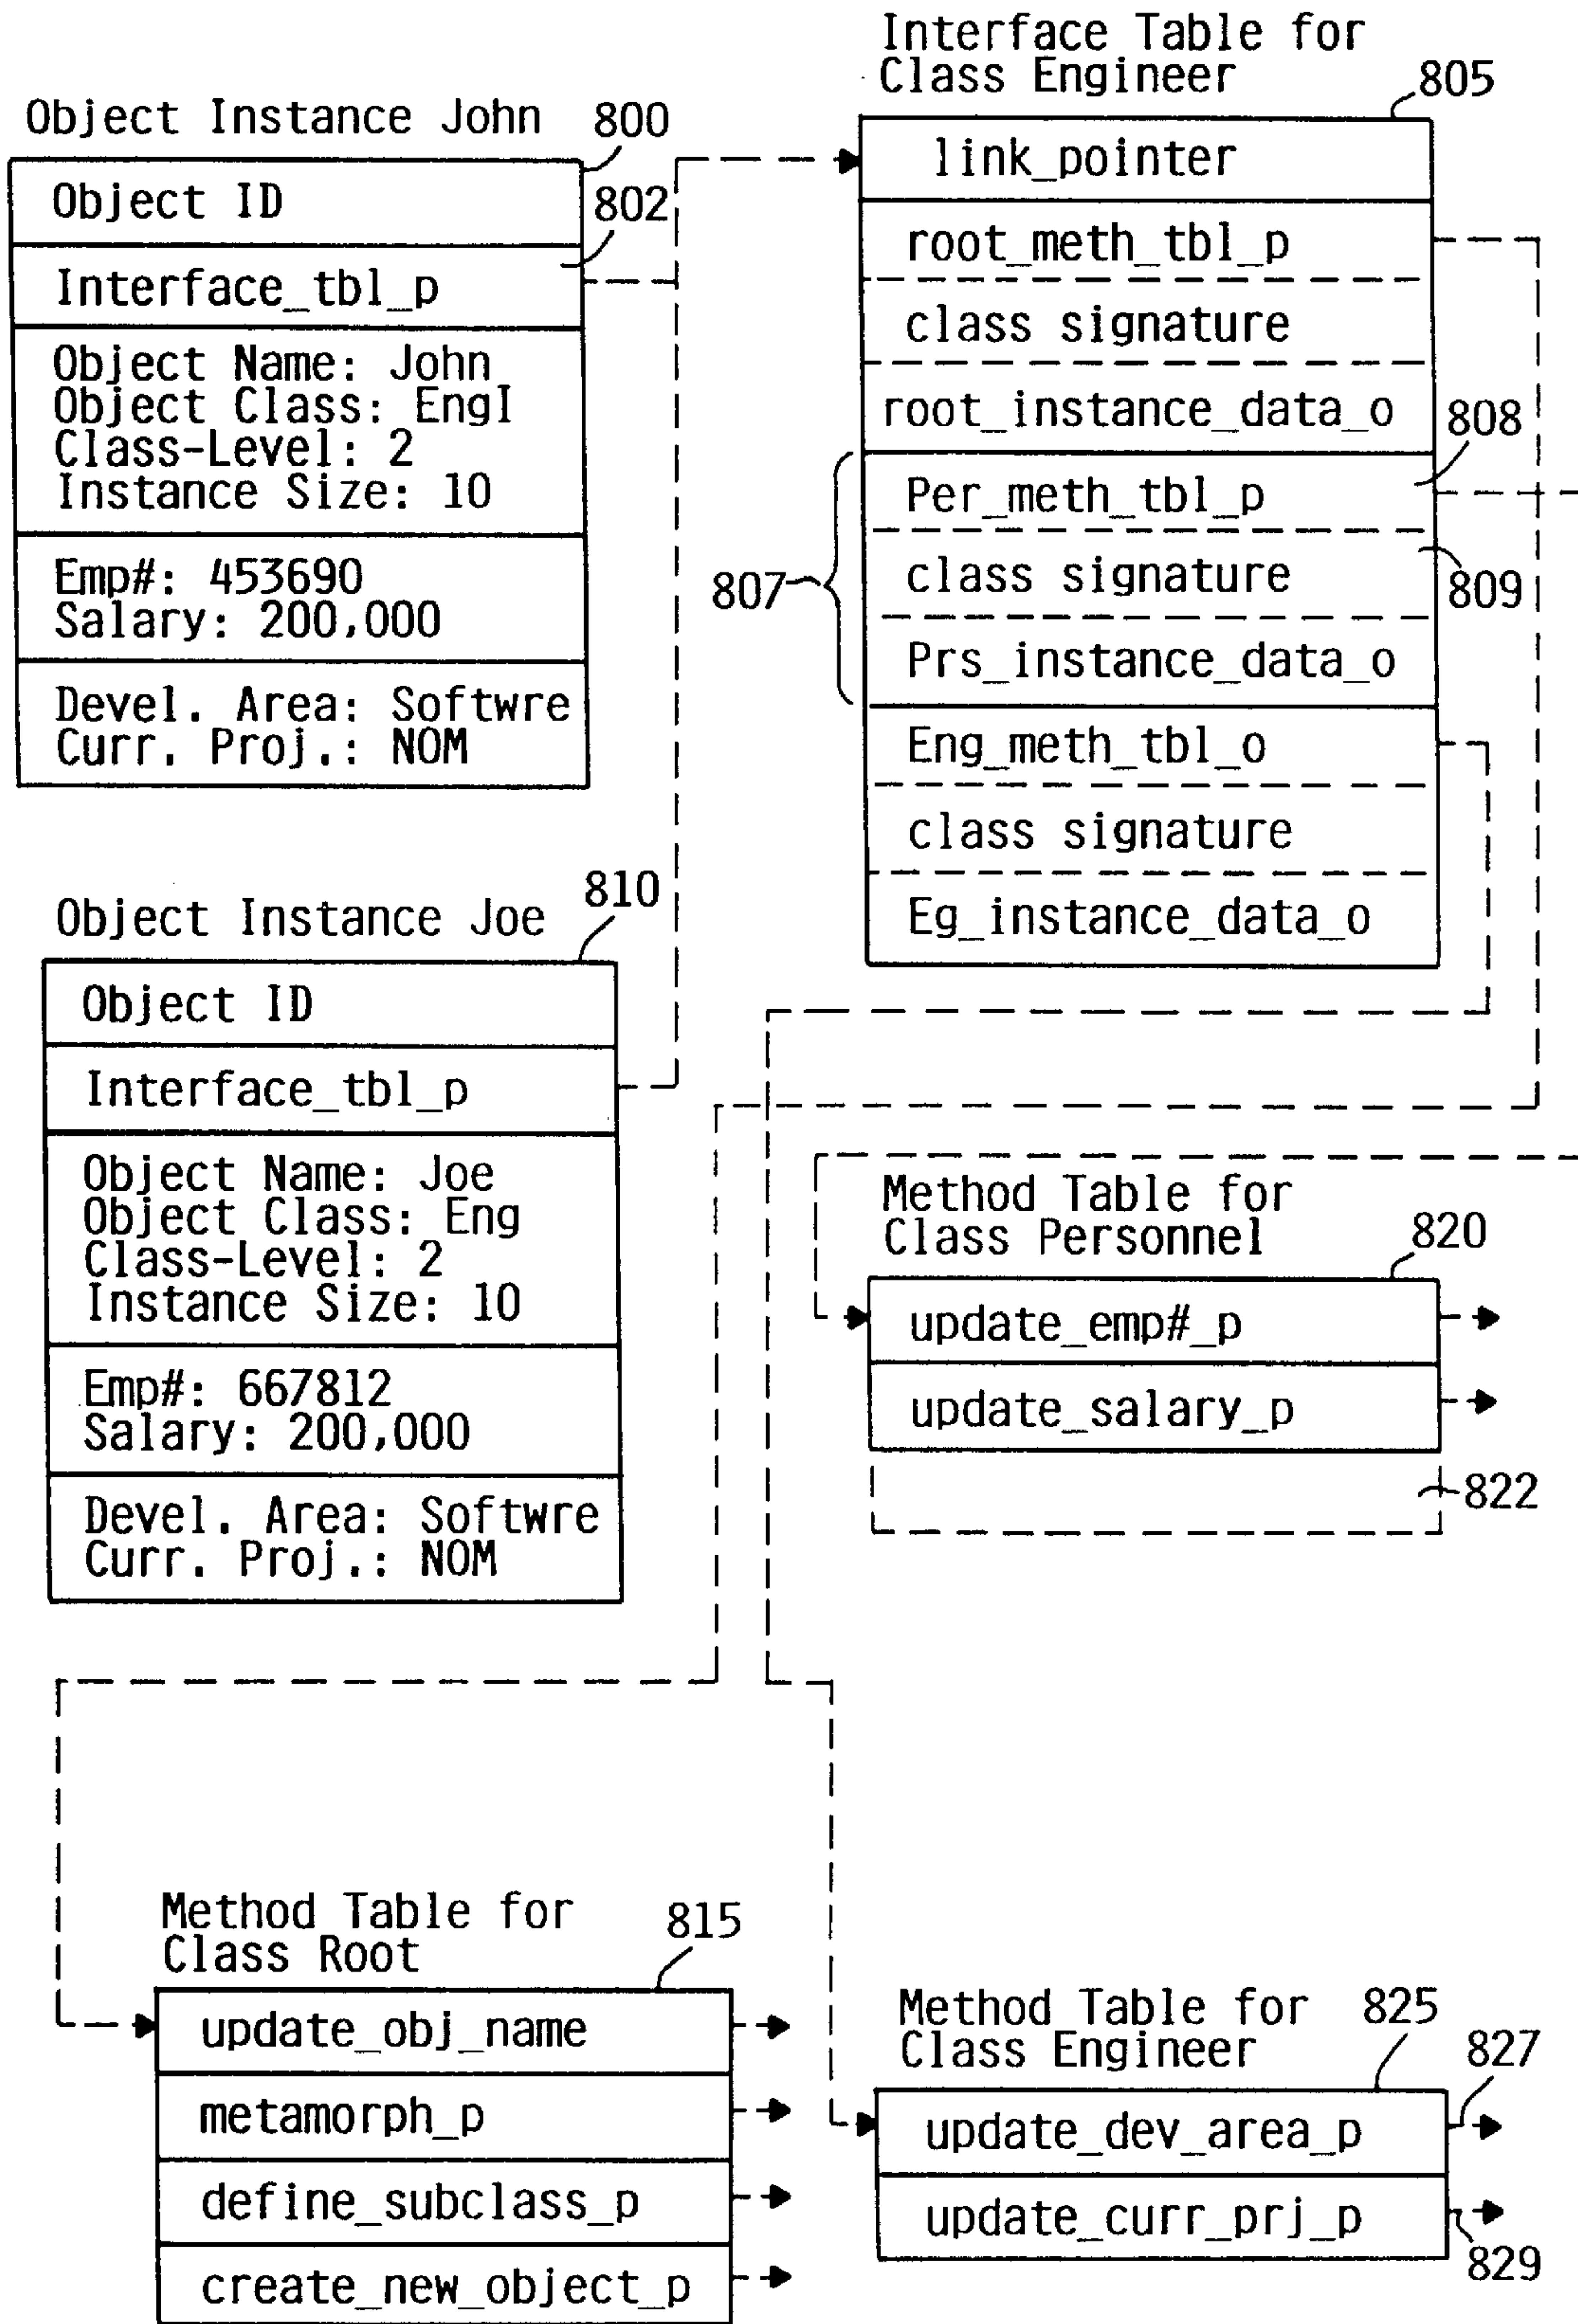 Object Instance John
800
Object ID
802
Interface_tbl_p
Object Name: John
Object Class: EngI
Class-Level: 2
Instance Size: 10
Emp#: 453690
Salary: 200,000
Devel. Area: Softwre
Curr. Proj.: NOM
Interface Table for
Class Engineer
805
link_pointer
root_meth_tbl_p
class signature
root_instance_data_o
807
Per_meth_tbl_p
808
class signature
809
Prs_instance_data_o
Eng_meth_tbl_o
class signature
Eg_instance_data_o
Object Instance Joe
810
Object ID
Interface_tbl_p
Object Name: Joe
Object Class: Eng
Class-Level: 2
Instance Size: 10
Emp#: 667812
Salary: 200,000
Devel. Area: Softwre
Curr. Proj.: NOM
Method Table for
Class Personnel
820
update_emp#_p
update_salary_p
822
Method Table for
Class Root
815
update_obj_name
metamorph_p
define_subclass_p
create_new_object_p
Method Table for
Class Engineer
825
827
update_dev_area_p
update_curr_prj_p
829